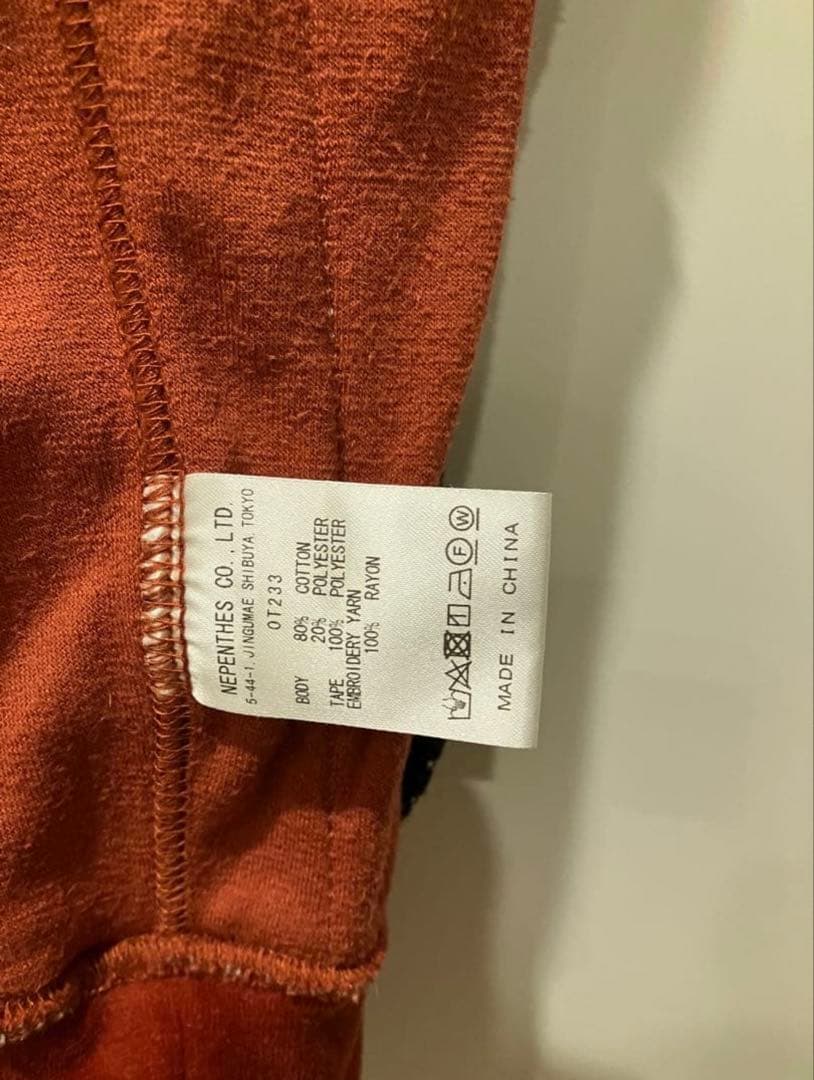 NEPENTHES CO., LTD.
5-44-1, JINGUMAE SHIBUYA, TOKYO
OT233
BODY 80% COTTON
20% POLYESTER
TAPE 100% POLYESTER
EMBROIDERY YARN
100% RAYON
F W
MADE IN CHINA